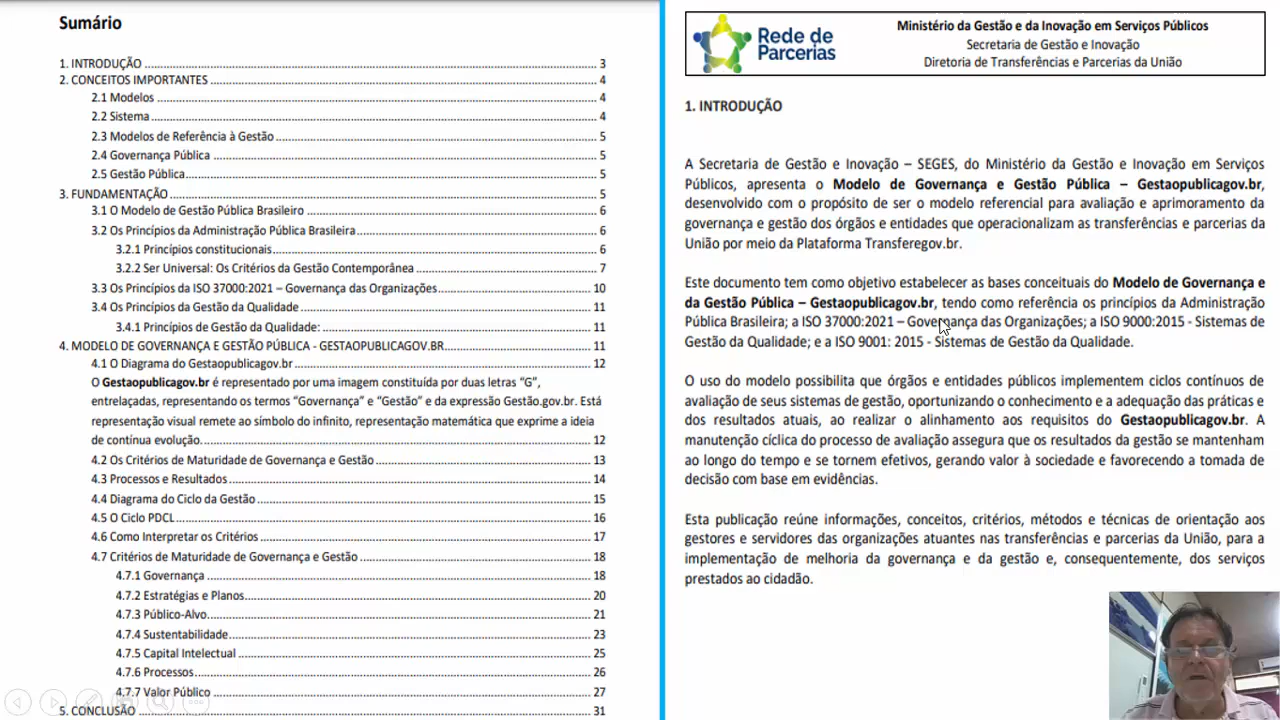 Sumário
1. INTRODUÇÃO ........ 3
2. CONCEITOS IMPORTANTES ........ 4
2.1 Modelos ........ 4
2.2 Sistema ........ 4
2.3 Modelos de Referência à Gestão ........ 5
2.4 Governança Pública ........ 5
2.5 Gestão Pública ........ 5
3. FUNDAMENTAÇÃO ........ 5
3.1 O Modelo de Gestão Pública Brasileiro ........ 6
3.2 Os Princípios da Administração Pública Brasileira ........ 6
3.2.1 Princípios constitucionais ........ 6
3.2.2 Ser Universal: Os Critérios da Gestão Contemporânea ........ 7
3.3 Os Princípios da ISO 37000:2021 – Governança das Organizações ........ 10
3.4 Os Princípios da Gestão da Qualidade ........ 11
3.4.1 Princípios de Gestão da Qualidade: ........ 11
4. MODELO DE GOVERNANÇA E GESTÃO PÚBLICA - GESTAOPUBLICAGOV.BR ........ 11
4.1 O Diagrama do Gestaopublicagov.br ........ 12
O Gestaopublicagov.br é representado por uma imagem constituída por duas letras “G”,
entrelaçadas, representando os termos “Governança” e “Gestão” e da expressão Gestão.gov.br. Está
representação visual remete ao símbolo do infinito, representação matemática que exprime a ideia
de contínua evolução. ........ 12
4.2 Os Critérios de Maturidade de Governança e Gestão ........ 13
4.3 Processos e Resultados ........ 14
4.4 Diagrama do Ciclo da Gestão ........ 15
4.5 O Ciclo PDCL ........ 16
4.6 Como Interpretar os Critérios ........ 17
4.7 Critérios de Maturidade de Governança e Gestão ........ 18
4.7.1 Governança ........ 18
4.7.2 Estratégias e Planos ........ 20
4.7.3 Público-Alvo ........ 21
4.7.4 Sustentabilidade ........ 23
4.7.5 Capital Intelectual ........ 25
4.7.6 Processos ........ 26
4.7.7 Valor Público ........ 27
5. CONCLUSÃO ........ 31
Rede de
Parcerias
Ministério da Gestão e da Inovação em Serviços Públicos
Secretaria de Gestão e Inovação
Diretoria de Transferências e Parcerias da União
1. INTRODUÇÃO
A Secretaria de Gestão e Inovação – SEGES, do Ministério da Gestão e Inovação em Serviços
Públicos, apresenta o Modelo de Governança e Gestão Pública – Gestaopublicagov.br,
desenvolvido com o propósito de ser o modelo referencial para avaliação e aprimoramento da
governança e gestão dos órgãos e entidades que operacionalizam as transferências e parcerias da
União por meio da Plataforma Transferegov.br.
Este documento tem como objetivo estabelecer as bases conceituais do Modelo de Governança e
da Gestão Pública – Gestaopublicagov.br, tendo como referência os princípios da Administração
Pública Brasileira; a ISO 37000:2021 – Governança das Organizações; a ISO 9000:2015 - Sistemas de
Gestão da Qualidade; e a ISO 9001: 2015 - Sistemas de Gestão da Qualidade.
O uso do modelo possibilita que órgãos e entidades públicos implementem ciclos contínuos de
avaliação de seus sistemas de gestão, oportunizando o conhecimento e a adequação das práticas e
dos resultados atuais, ao realizar o alinhamento aos requisitos do Gestaopublicagov.br. A
manutenção cíclica do processo de avaliação assegura que os resultados da gestão se mantenham
ao longo do tempo e se tornem efetivos, gerando valor à sociedade e favorecendo a tomada de
decisão com base em evidências.
Esta publicação reúne informações, conceitos, critérios, métodos e técnicas de orientação aos
gestores e servidores das organizações atuantes nas transferências e parcerias da União, para a
implementação de melhoria da governança e da gestão e, consequentemente, dos serviços
prestados ao cidadão.